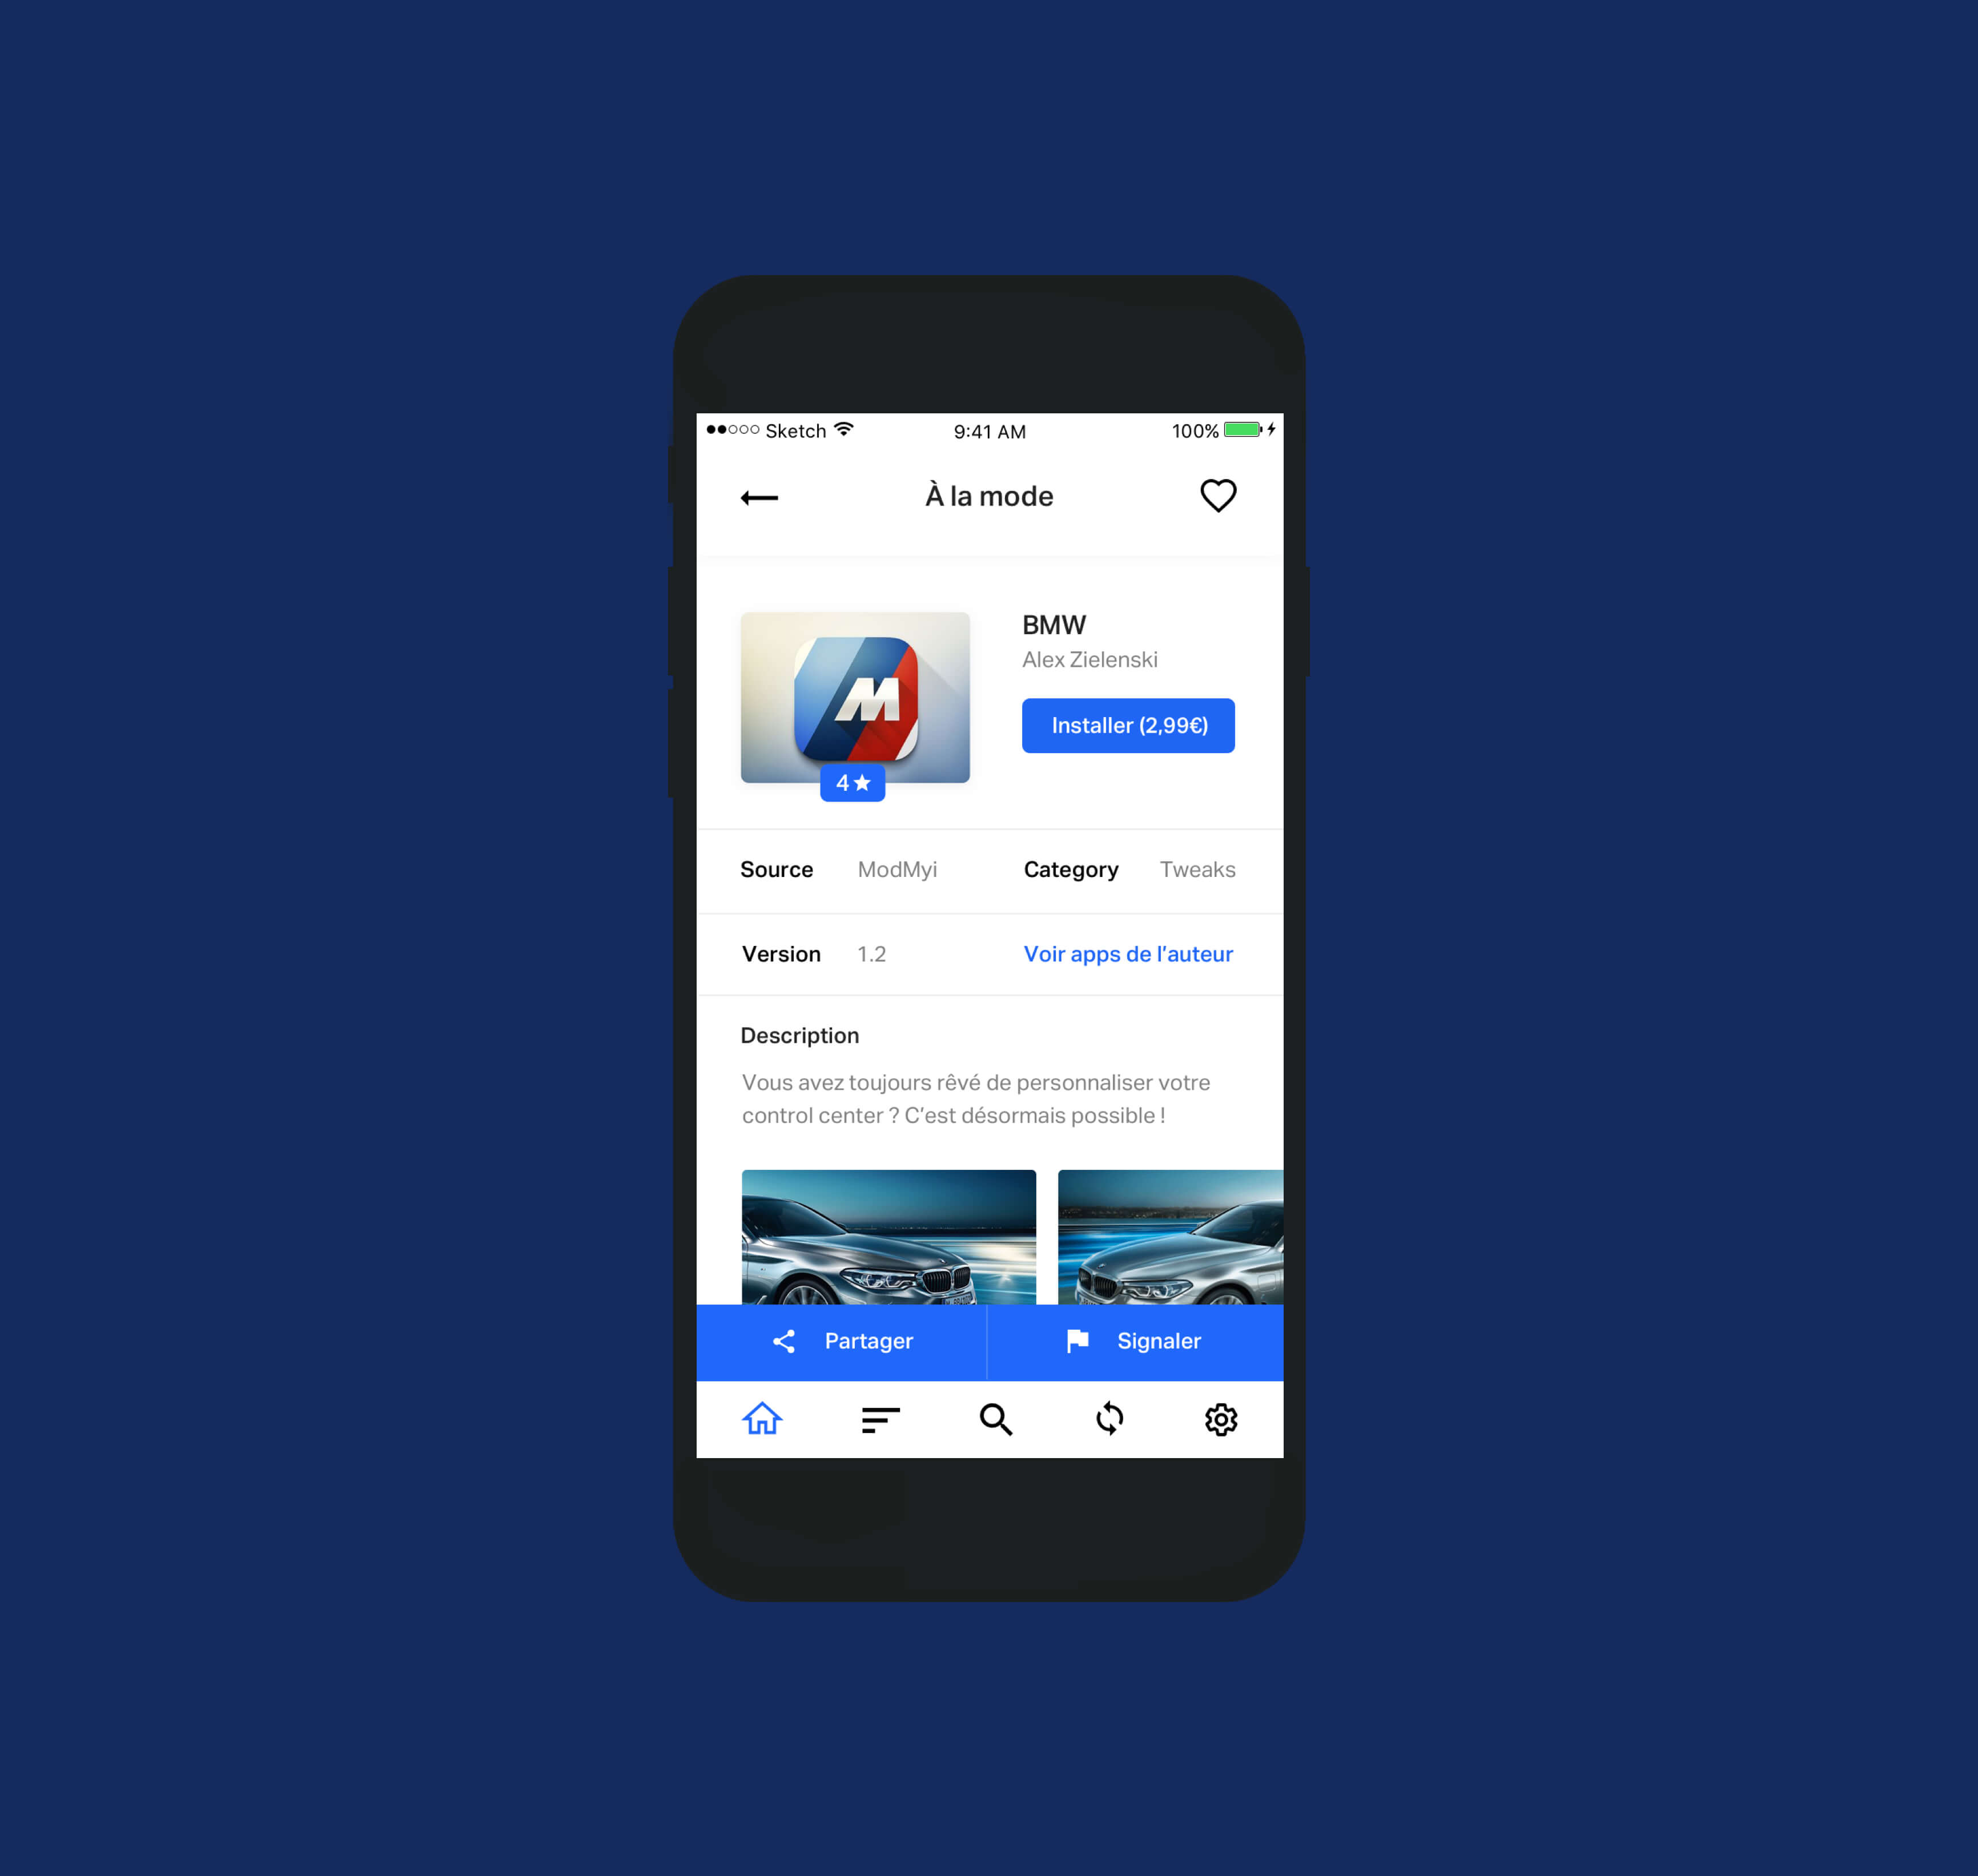 Sketch 9:41 AM 100%
À la mode
BMW
Alex Zielenski
M
Installer (2,99€)
4
Source ModMyi Category Tweaks
Version 1.2 Voir apps de l’auteur
Description
Vous avez toujours rêvé de personnaliser votre
control center ? C’est désormais possible !
Partager Signaler